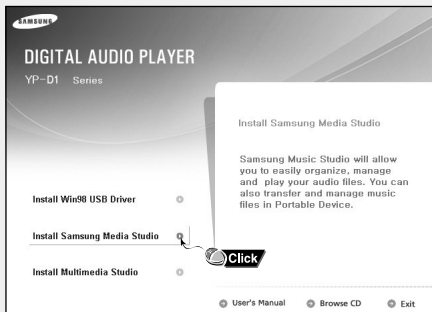 SAMSUNG
DIGITAL AUDIO PLAYER
YP-D1 Series
Install Samsung Media Studio
Samsung Music Studio will allow
you to easily organize, manage
and play your audio files. You can
also transfer and manage music
files in Portable Device.
Install Win98 USB Driver
Install Samsung Media Studio
Click
Install Multimedia Studio
User's Manual
Browse CD
Exit